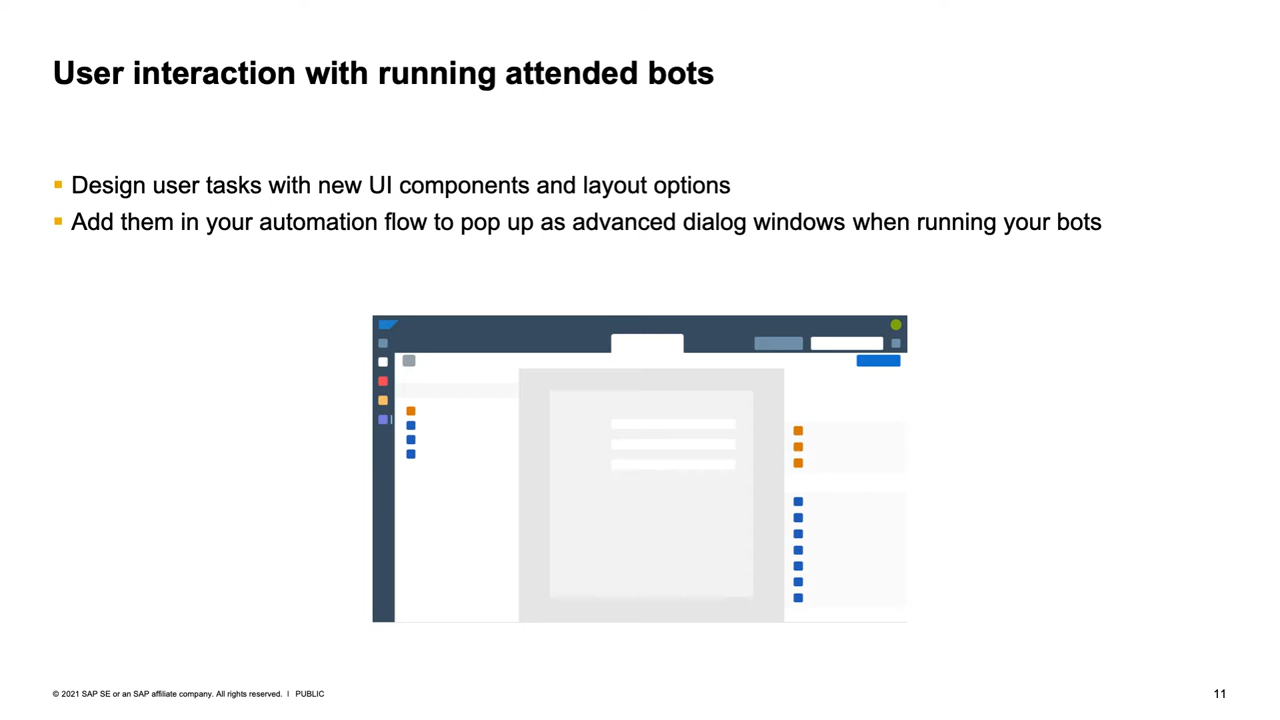 User interaction with running attended bots
Design user tasks with new UI components and layout options
Add them in your automation flow to pop up as advanced dialog windows when running your bots
© 2021 SAP SE or an SAP affiliate company. All rights reserved. | PUBLIC
11